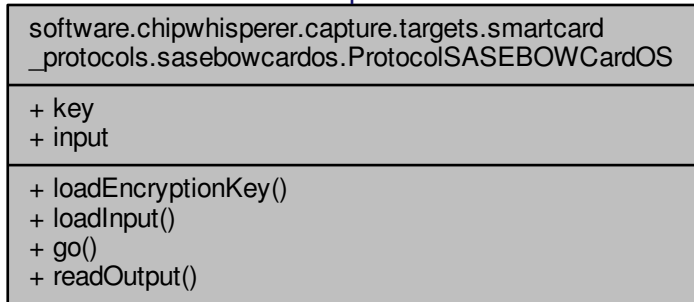 software.chipwhisperer.capture.targets.smartcard
_protocols.sasebowcardos.ProtocolSASEBOWCardOS
+ key
+ input
+ loadEncryptionKey()
+ loadInput()
+ go()
+ readOutput()